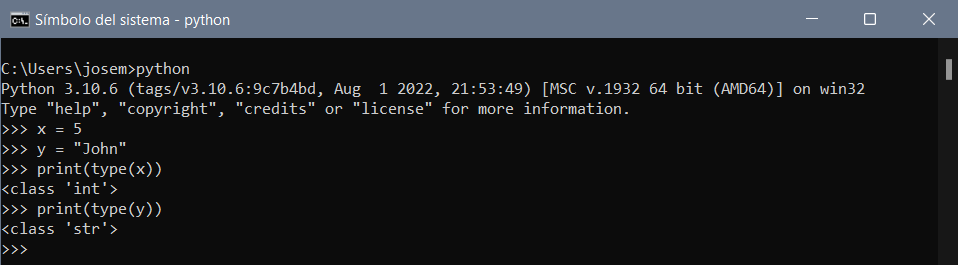 Símbolo del sistema - python
C:\Users\josem>python
Python 3.10.6 (tags/v3.10.6:9c7b4bd, Aug  1 2022, 21:53:49) [MSC v.1932 64 bit (AMD64)] on win32
Type "help", "copyright", "credits" or "license" for more information.
>>> x = 5
>>> y = "John"
>>> print(type(x))
<class 'int'>
>>> print(type(y))
<class 'str'>
>>>